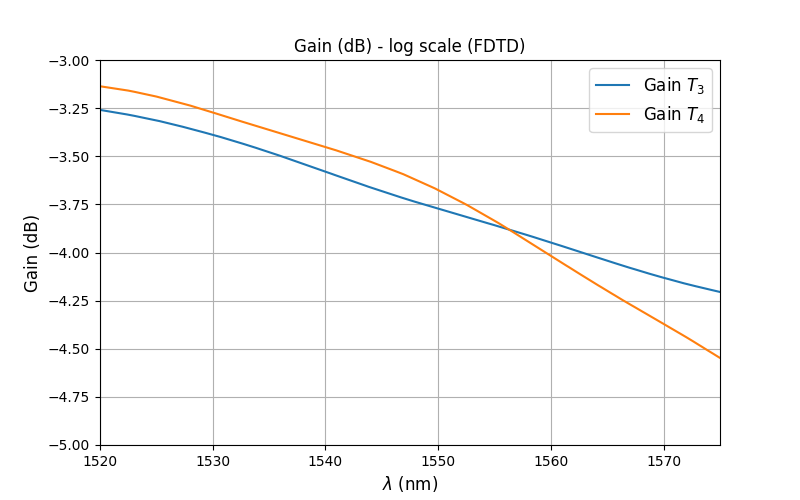 Gain (dB) - log scale (FDTD)
Gain T₃
Gain T₄
Gain (dB)
−3.00
−3.25
−3.50
−3.75
−4.00
−4.25
−4.50
−4.75
−5.00
1520 1530 1540 1550 1560 1570
λ (nm)